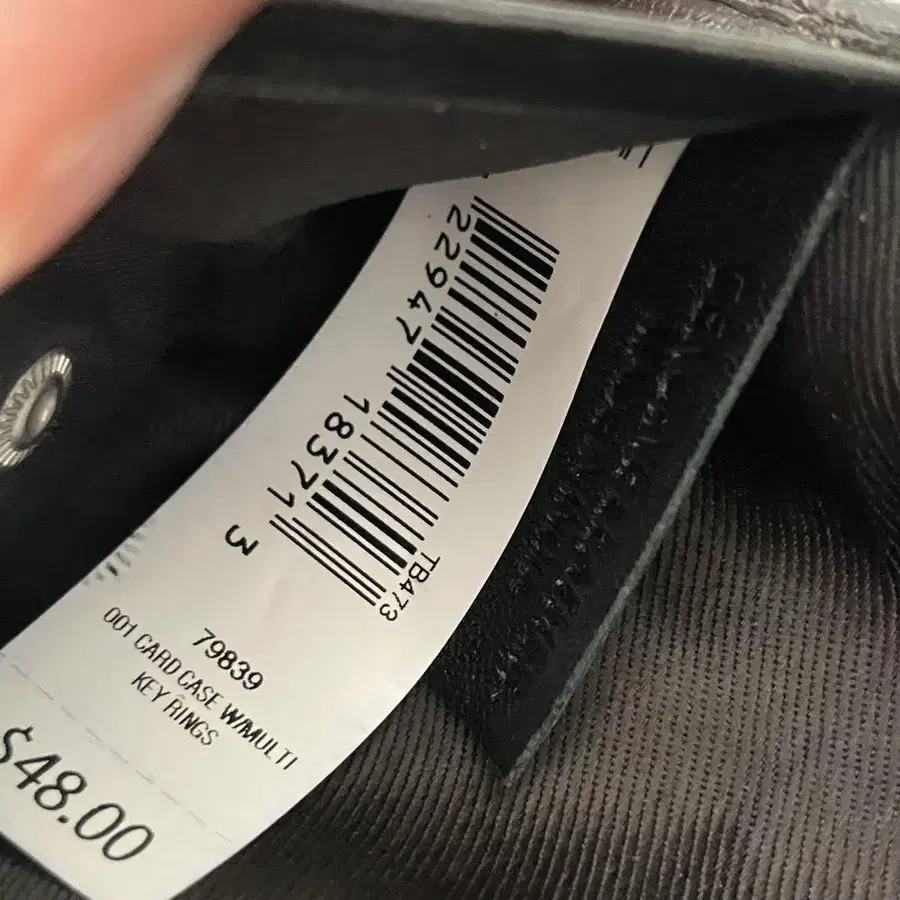 22947 18371 3
TB473
79839
001 CARD CASE W/MULTI
KEY RINGS
$48.00